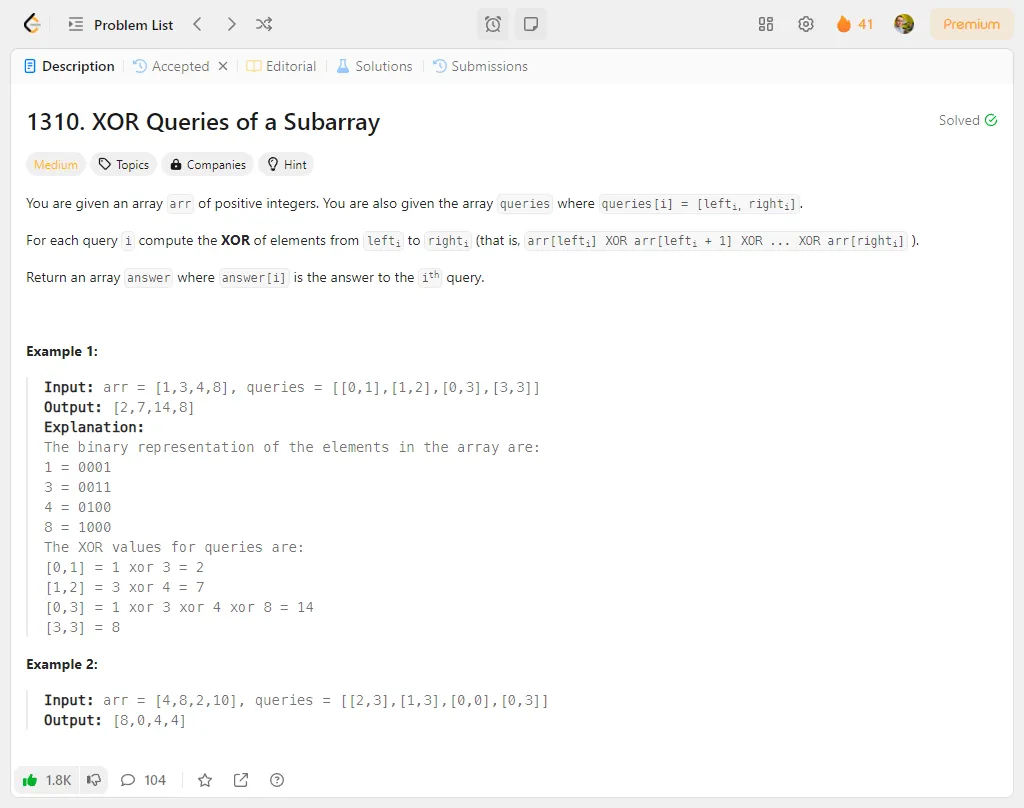 Problem List
41
Premium
Description
Accepted
Editorial
Solutions
Submissions
1310. XOR Queries of a Subarray
Solved
Medium
Topics
Companies
Hint
You are given an array arr of positive integers. You are also given the array queries where queries[i] = [leftᵢ, rightᵢ].
For each query i compute the XOR of elements from leftᵢ to rightᵢ (that is, arr[leftᵢ] XOR arr[leftᵢ + 1] XOR ... XOR arr[rightᵢ] ).
Return an array answer where answer[i] is the answer to the iᵗʰ query.
Example 1:
Input: arr = [1,3,4,8], queries = [[0,1],[1,2],[0,3],[3,3]]
Output: [2,7,14,8]
Explanation:
The binary representation of the elements in the array are:
1 = 0001
3 = 0011
4 = 0100
8 = 1000
The XOR values for queries are:
[0,1] = 1 xor 3 = 2
[1,2] = 3 xor 4 = 7
[0,3] = 1 xor 3 xor 4 xor 8 = 14
[3,3] = 8
Example 2:
Input: arr = [4,8,2,10], queries = [[2,3],[1,3],[0,0],[0,3]]
Output: [8,0,4,4]
1.8K
104